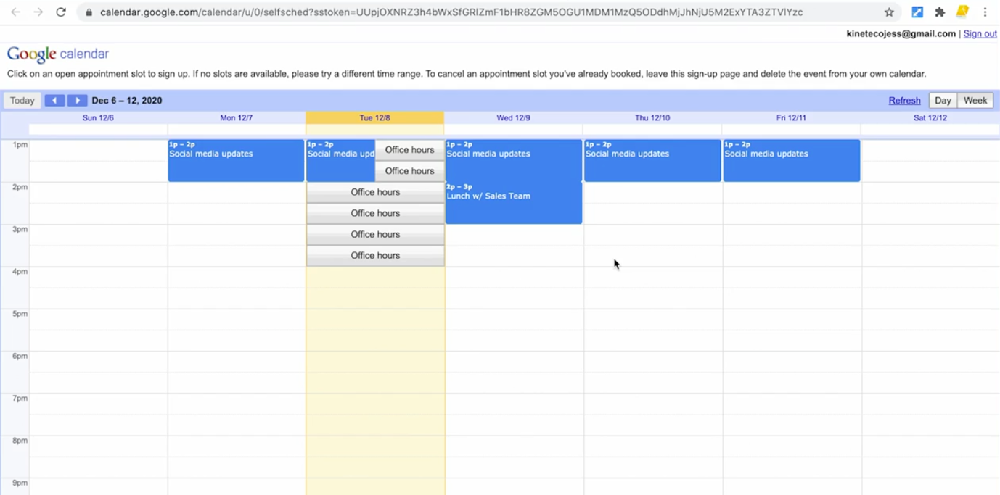 calendar.google.com/calendar/u/0/selfsched?sstoken=UUpjOXNRZ3h4bWxSfGRlZmF1bHR8ZGM5OGU1MDM1MzQ5ODdhMjJhNjU5M2ExYTA3ZTVlYzc
kinetecojess@gmail.com | Sign out
Google calendar
Click on an open appointment slot to sign up. If no slots are available, please try a different time range. To cancel an appointment slot you've already booked, leave this sign-up page and delete the event from your own calendar.
Today Dec 6 – 12, 2020 Refresh Day Week
Sun 12/6 Mon 12/7 Tue 12/8 Wed 12/9 Thu 12/10 Fri 12/11 Sat 12/12
1pm 1p – 2p 1p – 2p Office hours 1p – 2p 1p – 2p 1p – 2p
Social media updates Social media upd Social media updates Social media updates Social media updates
Office hours
2pm Office hours 2p – 3p
Lunch w/ Sales Team
Office hours
3pm Office hours
Office hours
4pm
5pm
6pm
7pm
8pm
9pm